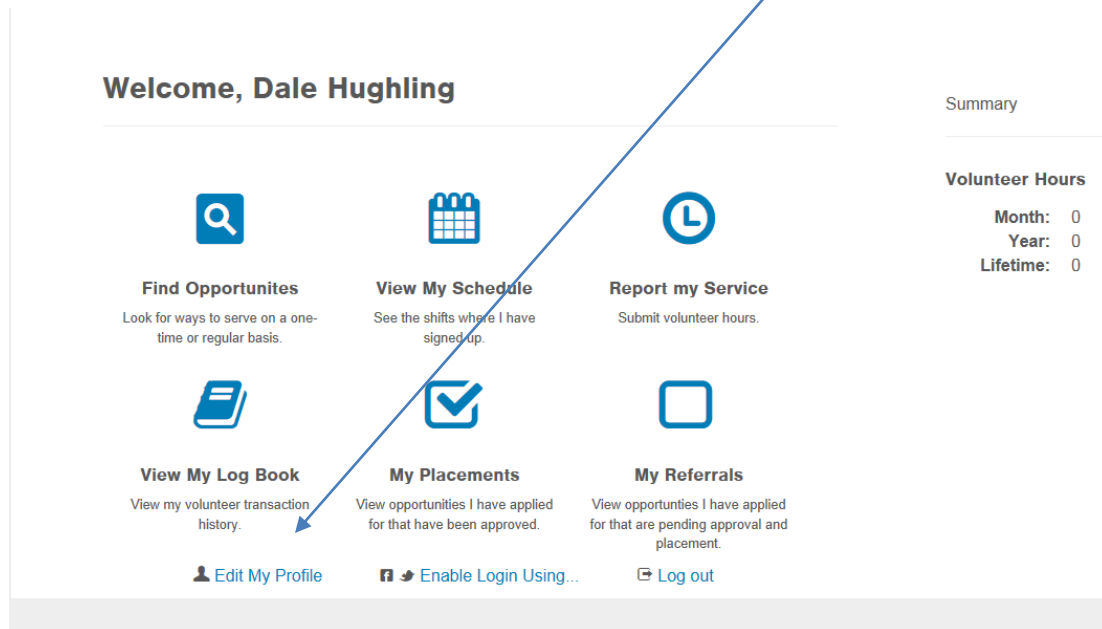 Welcome, Dale Hughling
Summary
Volunteer Hours
Month: 0
Year: 0
Lifetime: 0
Find Opportunites
Look for ways to serve on a one-
time or regular basis.
View My Schedule
See the shifts where I have
signed up.
Report my Service
Submit volunteer hours.
View My Log Book
View my volunteer transaction
history.
My Placements
View opportunities I have applied
for that have been approved.
My Referrals
View opportunties I have applied
for that are pending approval and
placement.
Edit My Profile
Enable Login Using...
Log out